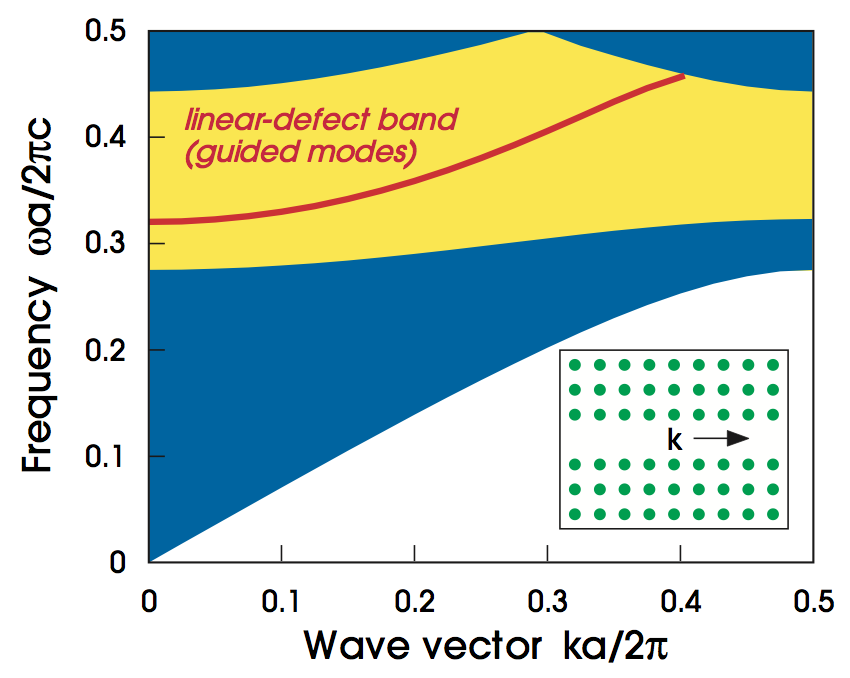 0.5
0.4
0.3
0.2
0.1
0
Frequency ωa/2πc
linear-defect band
(guided modes)
k
0
0.1
0.2
0.3
0.4
0.5
Wave vector ka/2π